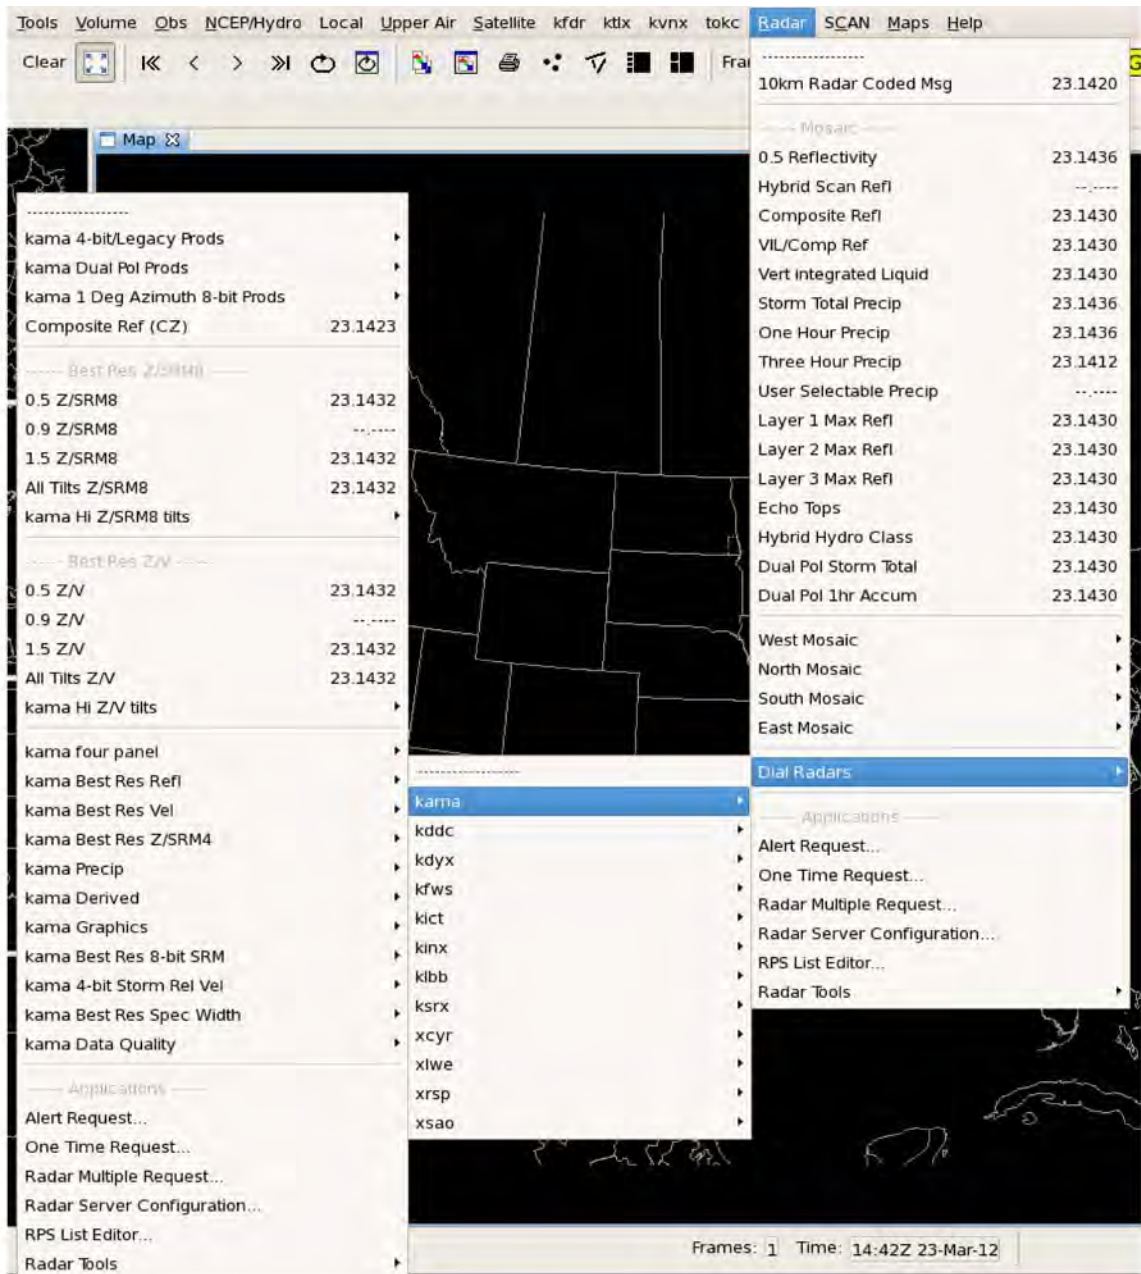 Tools Volume Obs NCEP/Hydro Local Upper Air Satellite kfdr ktlx kvnx tokc Radar SCAN Maps Help
Clear
Fra
G
Map
------------------
kama 4-bit/Legacy Prods
kama Dual Pol Prods
kama 1 Deg Azimuth 8-bit Prods
Composite Ref (CZ) 23.1423
------ Best Res Z/SRM8 ------
0.5 Z/SRM8 23.1432
0.9 Z/SRM8 --.----
1.5 Z/SRM8 23.1432
All Tilts Z/SRM8 23.1432
kama Hi Z/SRM8 tilts
------ Best Res Z/V ------
0.5 Z/V 23.1432
0.9 Z/V --.----
1.5 Z/V 23.1432
All Tilts Z/V 23.1432
kama Hi Z/V tilts
kama four panel
kama Best Res Refl
kama Best Res Vel
kama Best Res Z/SRM4
kama Precip
kama Derived
kama Graphics
kama Best Res 8-bit SRM
kama 4-bit Storm Rel Vel
kama Best Res Spec Width
kama Data Quality
------ Applications ------
Alert Request...
One Time Request...
Radar Multiple Request...
Radar Server Configuration...
RPS List Editor...
Radar Tools
------------------
kama
kddc
kdyx
kfws
kict
kinx
klbb
ksrx
xcyr
xlwe
xrsp
xsao
------------------
10km Radar Coded Msg 23.1420
------ Mosaic ------
0.5 Reflectivity 23.1436
Hybrid Scan Refl --.----
Composite Refl 23.1430
VIL/Comp Ref 23.1430
Vert integrated Liquid 23.1430
Storm Total Precip 23.1436
One Hour Precip 23.1436
Three Hour Precip 23.1412
User Selectable Precip --.----
Layer 1 Max Refl 23.1430
Layer 2 Max Refl 23.1430
Layer 3 Max Refl 23.1430
Echo Tops 23.1430
Hybrid Hydro Class 23.1430
Dual Pol Storm Total 23.1430
Dual Pol 1hr Accum 23.1430
West Mosaic
North Mosaic
South Mosaic
East Mosaic
Dial Radars
------ Applications ------
Alert Request...
One Time Request...
Radar Multiple Request...
Radar Server Configuration...
RPS List Editor...
Radar Tools
Frames: 1 Time: 14:42Z 23-Mar-12